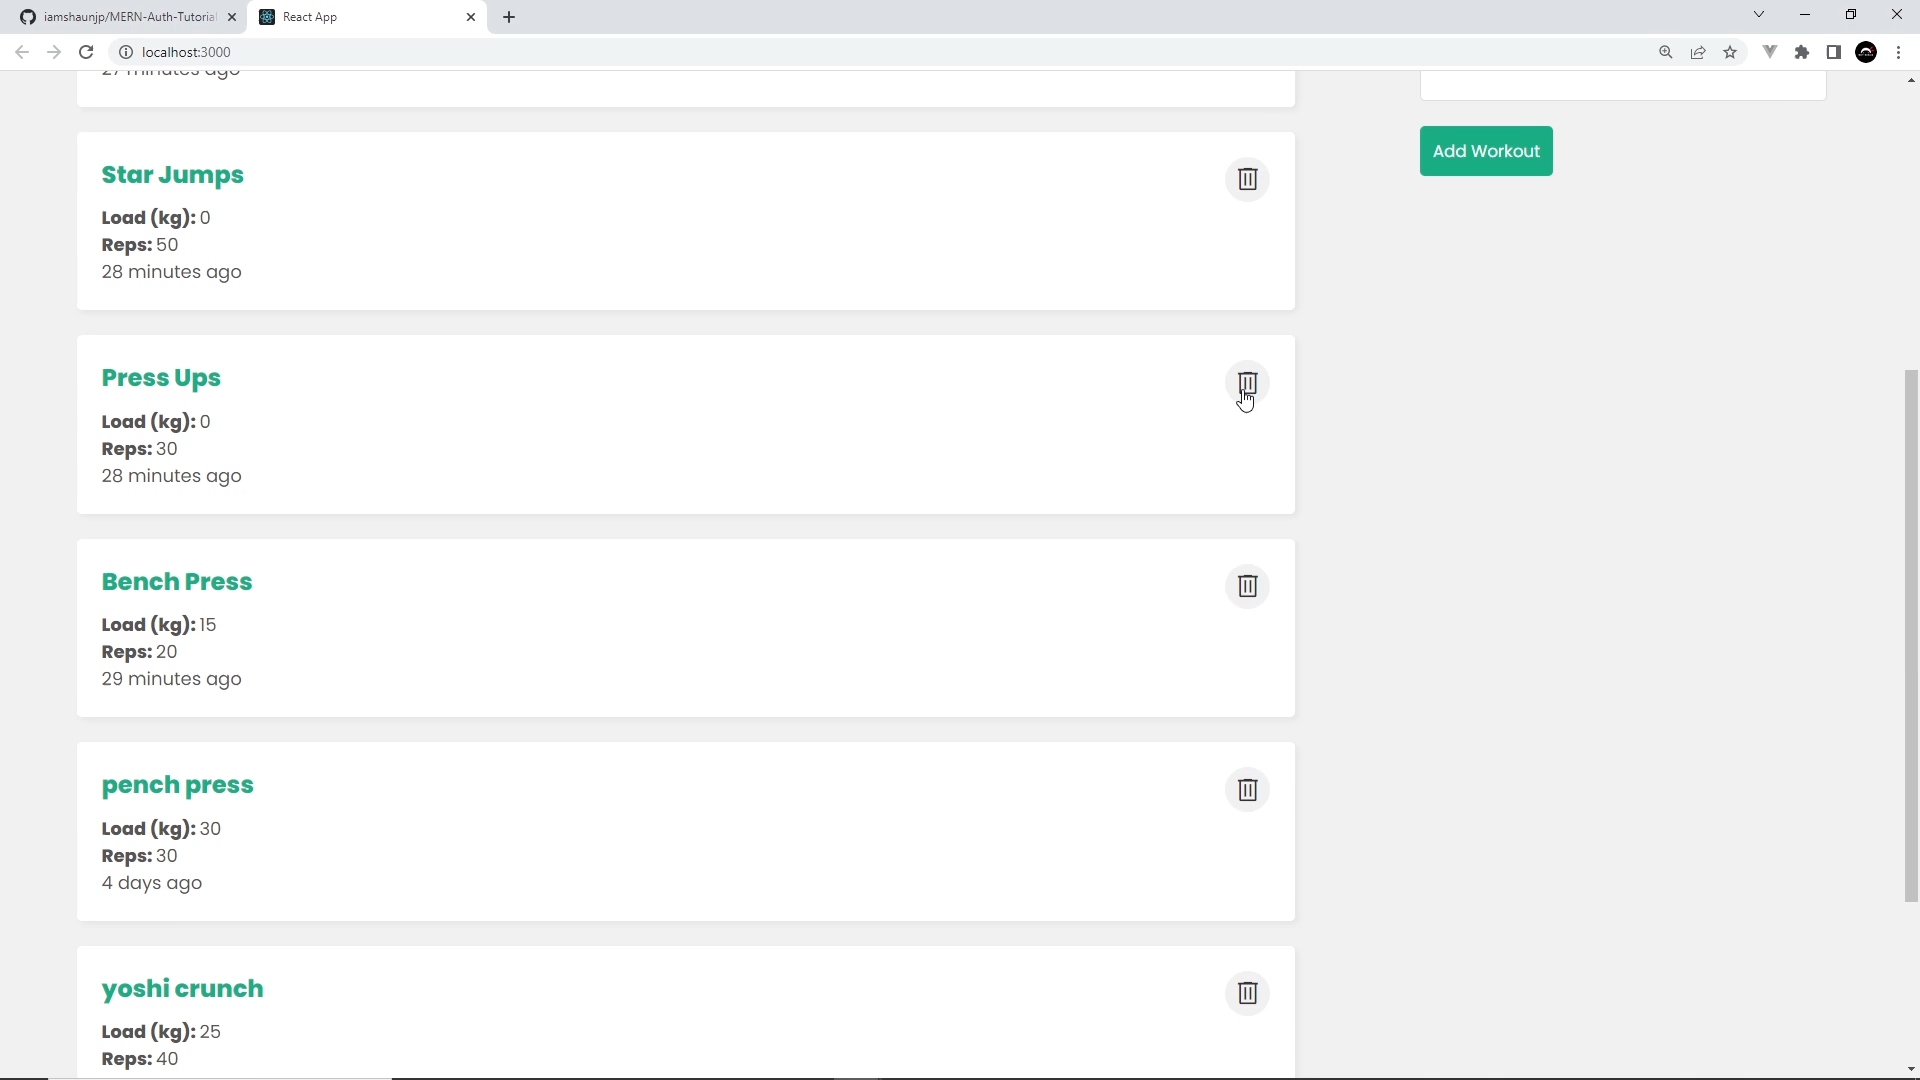 iamshaunjp/MERN-Auth-Tutorial
React App
localhost:3000
27 minutes ago
Star Jumps
Load (kg): 0
Reps: 50
28 minutes ago
Add Workout
Press Ups
Load (kg): 0
Reps: 30
28 minutes ago
Bench Press
Load (kg): 15
Reps: 20
29 minutes ago
pench press
Load (kg): 30
Reps: 30
4 days ago
yoshi crunch
Load (kg): 25
Reps: 40